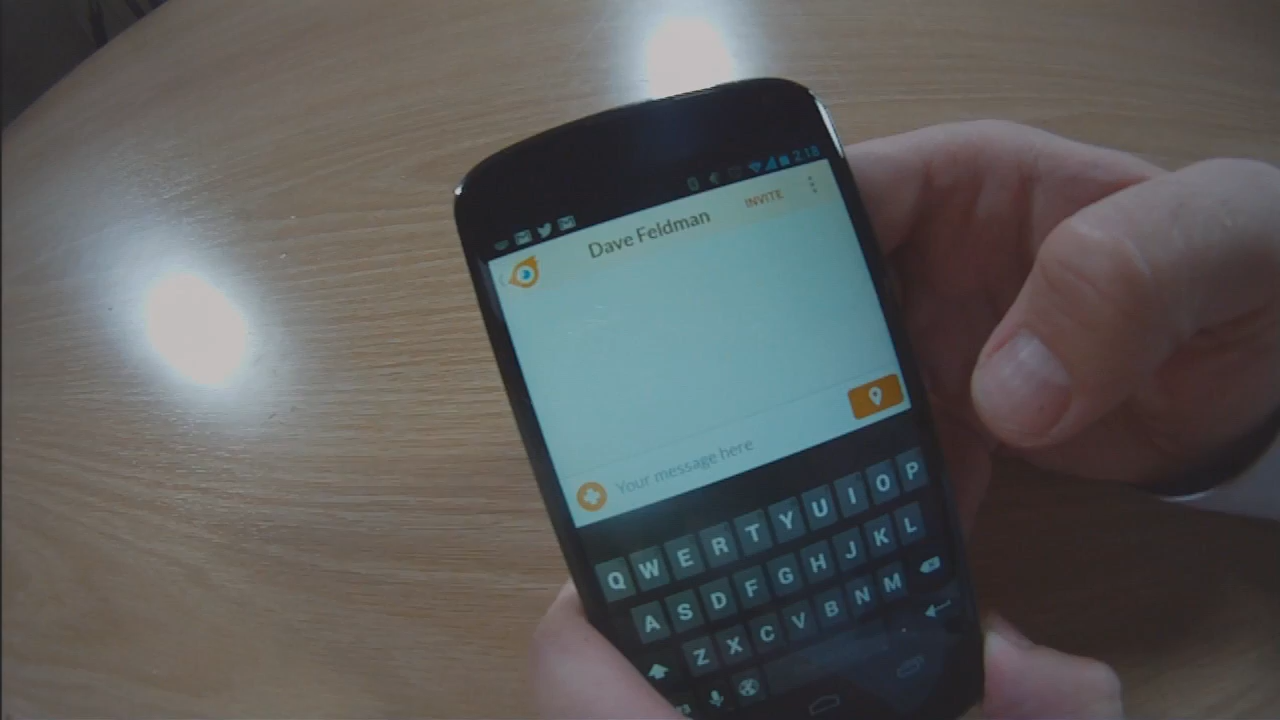 2:18
Dave Feldman
INVITE
Your message here
Q W E R T Y U I O P
A S D F G H J K L
Z X C V B N M